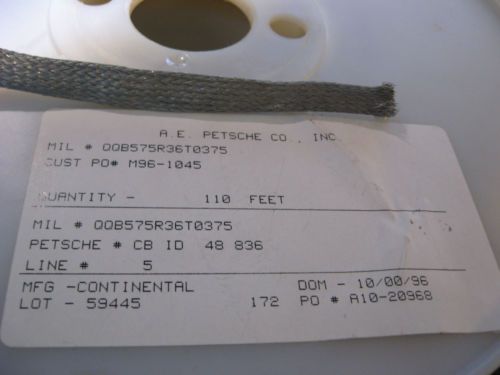 A.E. PETSCHE CO., INC.
MIL # QQB575R36T0375
CUST PO# M96-1045
QUANTITY - 110 FEET
MIL # QQB575R36T0375
PETSCHE # CB ID 48 836
LINE # 5
MFG -CONTINENTAL DOM - 10/00/96
LOT - 59445 172 PO # A10-20968